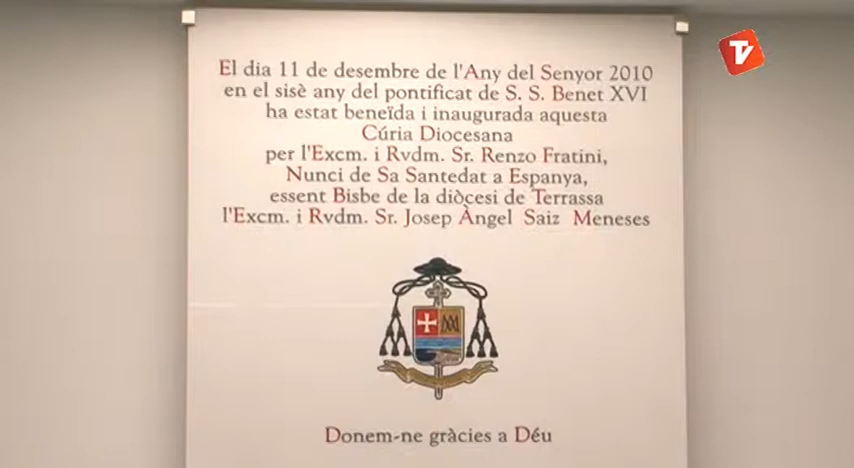 El dia 11 de desembre de l'Any del Senyor 2010
en el sisè any del pontificat de S. S. Benet XVI
ha estat beneïda i inaugurada aquesta
Cúria Diocesana
per l'Excm. i Rvdm. Sr. Renzo Fratini,
Nunci de Sa Santedat a Espanya,
essent Bisbe de la diòcesi de Terrassa
l'Excm. i Rvdm. Sr. Josep Àngel Saiz Meneses
Donem-ne gràcies a Déu
TV